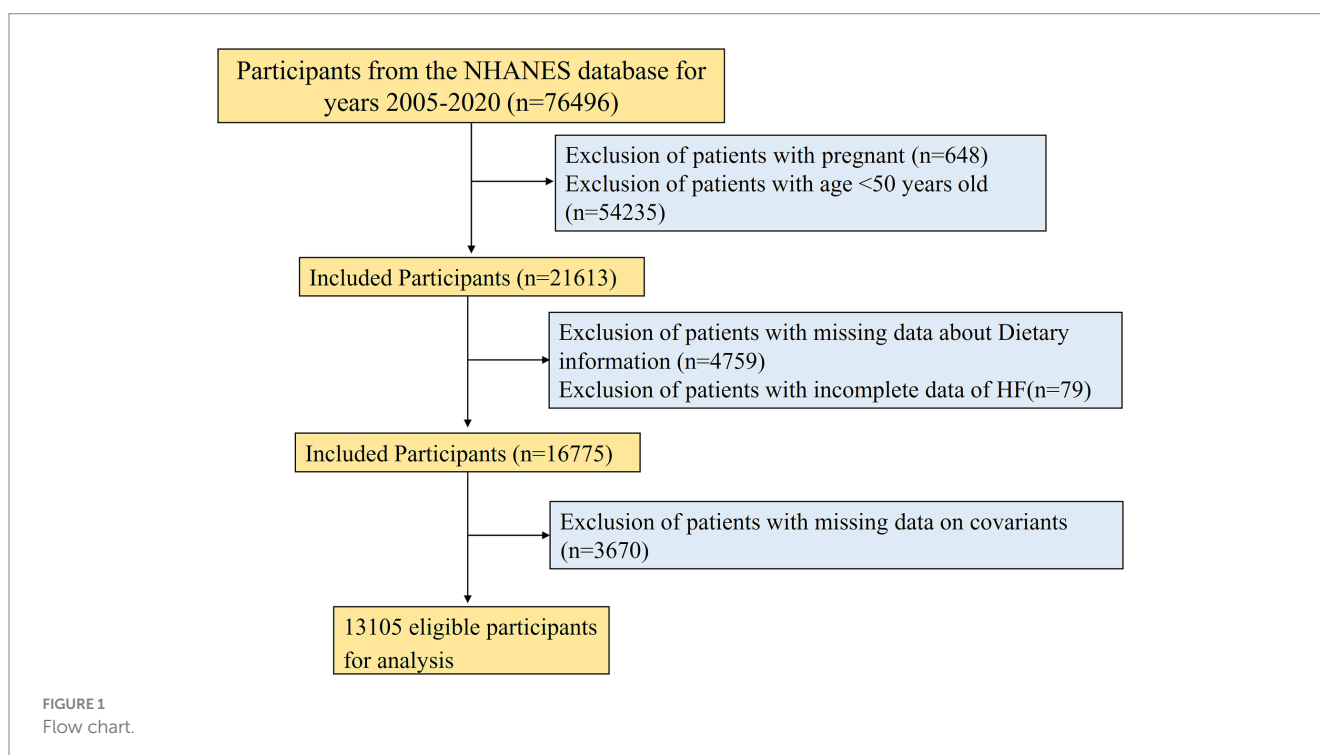 Participants from the NHANES database for
years 2005-2020 (n=76496)
Exclusion of patients with pregnant (n=648)
Exclusion of patients with age <50 years old
(n=54235)
Included Participants (n=21613)
Exclusion of patients with missing data about Dietary
information (n=4759)
Exclusion of patients with incomplete data of HF(n=79)
Included Participants (n=16775)
Exclusion of patients with missing data on covariants
(n=3670)
13105 eligible participants
for analysis
FIGURE 1
Flow chart.